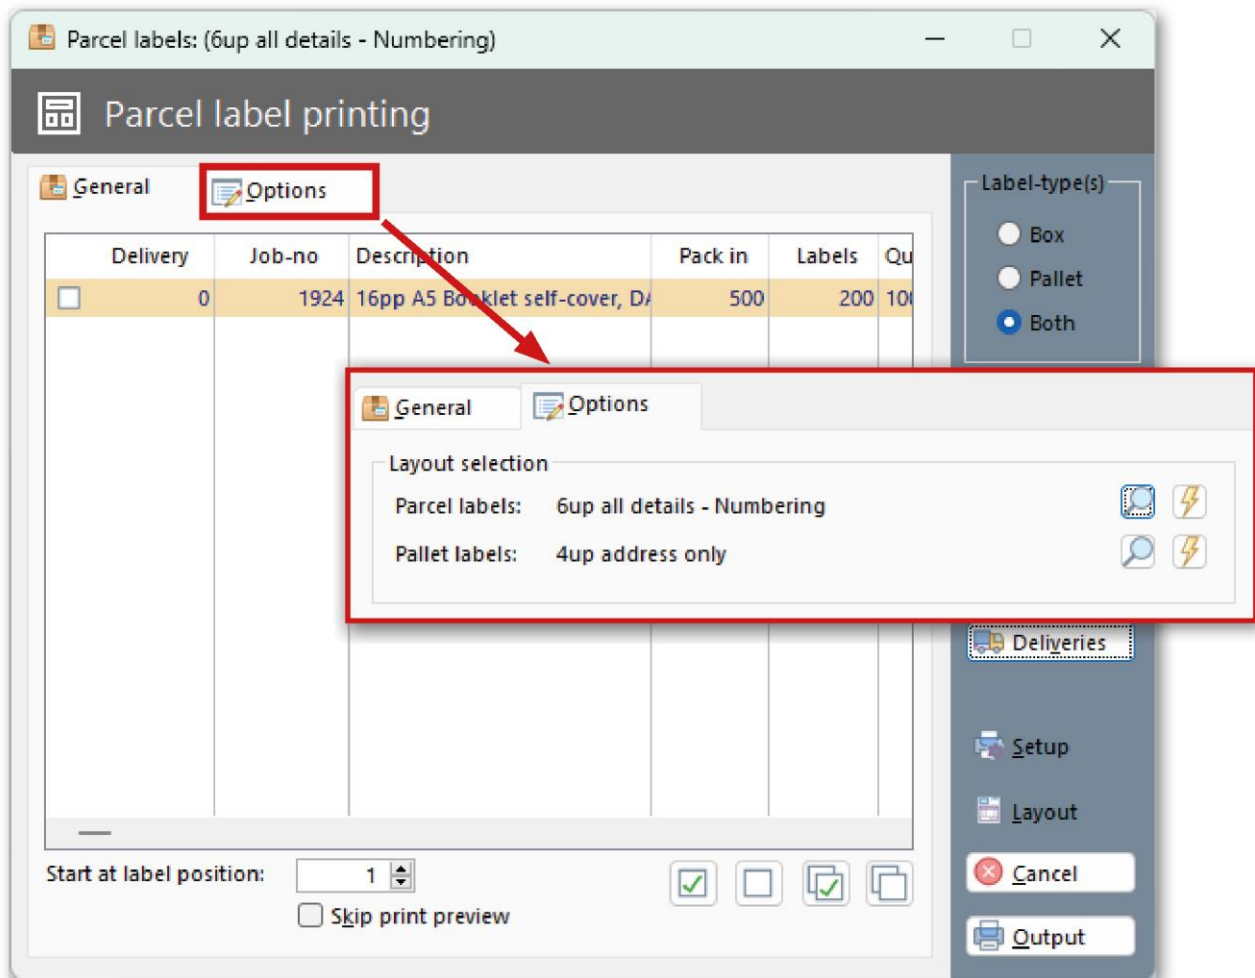 Parcel labels: (6up all details - Numbering)
Parcel label printing
General
Options
Delivery Job-no Description Pack in Labels Qu
0 1924 16pp A5 Booklet self-cover, DA 500 200 100
Label-type(s)
Box
Pallet
Both
General
Options
Layout selection
Parcel labels: 6up all details - Numbering
Pallet labels: 4up address only
Deliveries
Setup
Layout
Start at label position: 1
Skip print preview
Cancel
Output